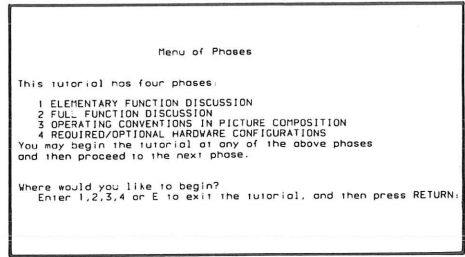 Menu of Phases
This tutorial has four phases:
1 ELEMENTARY FUNCTION DISCUSSION
2 FULL FUNCTION DISCUSSION
3 OPERATING CONVENTIONS IN PICTURE COMPOSITION
4 REQUIRED/OPTIONAL HARDWARE CONFIGURATIONS
You may begin the tutorial at any of the above phases
and then proceed to the next phase.
Where would you like to begin?
Enter 1,2,3,4 or E to exit the tutorial, and then press RETURN: